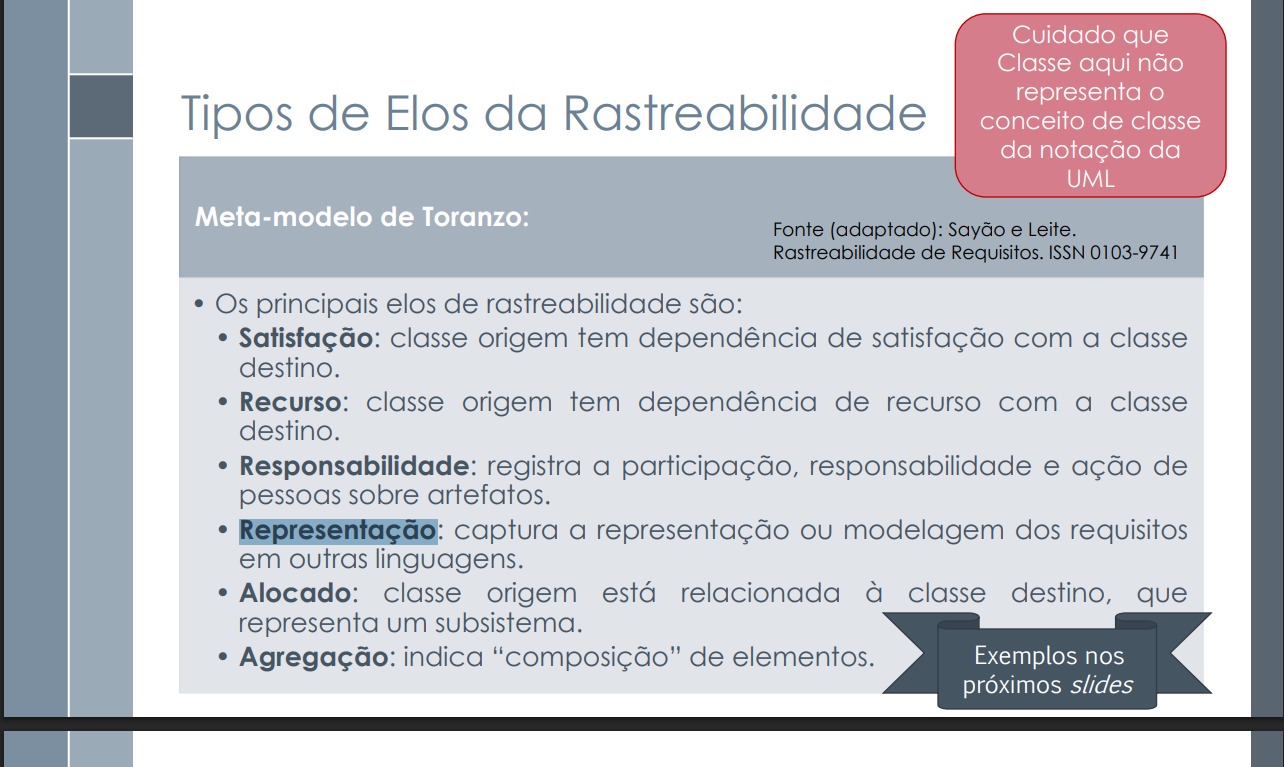 Cuidado que
Classe aqui não
representa o
conceito de classe
da notação da
UML
Tipos de Elos da Rastreabilidade
Meta-modelo de Toranzo:
Fonte (adaptado): Sayão e Leite.
Rastreabilidade de Requisitos. ISSN 0103-9741
• Os principais elos de rastreabilidade são:
• Satisfação: classe origem tem dependência de satisfação com a classe
destino.
• Recurso: classe origem tem dependência de recurso com a classe
destino.
• Responsabilidade: registra a participação, responsabilidade e ação de
pessoas sobre artefatos.
• Representação: captura a representação ou modelagem dos requisitos
em outras linguagens.
• Alocado: classe origem está relacionada à classe destino, que
representa um subsistema.
• Agregação: indica “composição” de elementos.
Exemplos nos
próximos slides